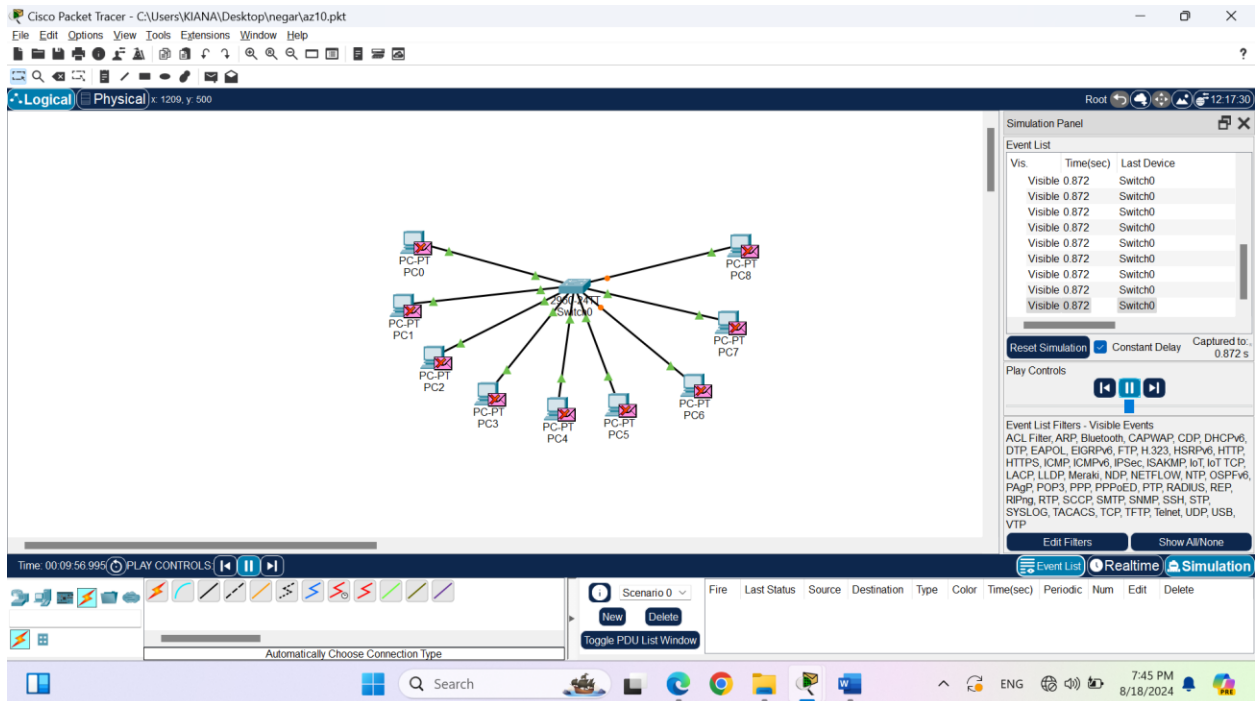 Cisco Packet Tracer - C:\Users\KIANA\Desktop\negar\az10.pkt
File Edit Options View Tools Extensions Window Help
?
Logical Physical x: 1209, y: 500 Root 12:17:30
Simulation Panel
Event List
Vis. Time(sec) Last Device
Visible 0.872 Switch0
Visible 0.872 Switch0
Visible 0.872 Switch0
Visible 0.872 Switch0
Visible 0.872 Switch0
Visible 0.872 Switch0
Visible 0.872 Switch0
Visible 0.872 Switch0
Visible 0.872 Switch0
Reset Simulation Constant Delay Captured to:
0.872 s
Play Controls
Event List Filters - Visible Events
ACL Filter, ARP, Bluetooth, CAPWAP, CDP, DHCPv6,
DTP, EAPOL, EIGRPv6, FTP, H.323, HSRPv6, HTTP,
HTTPS, ICMP, ICMPv6, IPSec, ISAKMP, IoT, IoT TCP,
LACP, LLDP, Meraki, NDP, NETFLOW, NTP, OSPFv6,
PAgP, POP3, PPP, PPPoED, PTP, RADIUS, REP,
RIPng, RTP, SCCP, SMTP, SNMP, SSH, STP,
SYSLOG, TACACS, TCP, TFTP, Telnet, UDP, USB,
VTP
Edit Filters Show All/None
PC-PT
PC0
PC-PT
PC8
2960-24TT
Switch0
PC-PT
PC1
PC-PT
PC7
PC-PT
PC2
PC-PT
PC6
PC-PT
PC3
PC-PT
PC4
PC-PT
PC5
Time: 00:09:56.995 PLAY CONTROLS: Event List Realtime Simulation
Scenario 0
New Delete
Toggle PDU List Window
Fire Last Status Source Destination Type Color Time(sec) Periodic Num Edit Delete
Automatically Choose Connection Type
Search
ENG
7:45 PM
8/18/2024
PRE